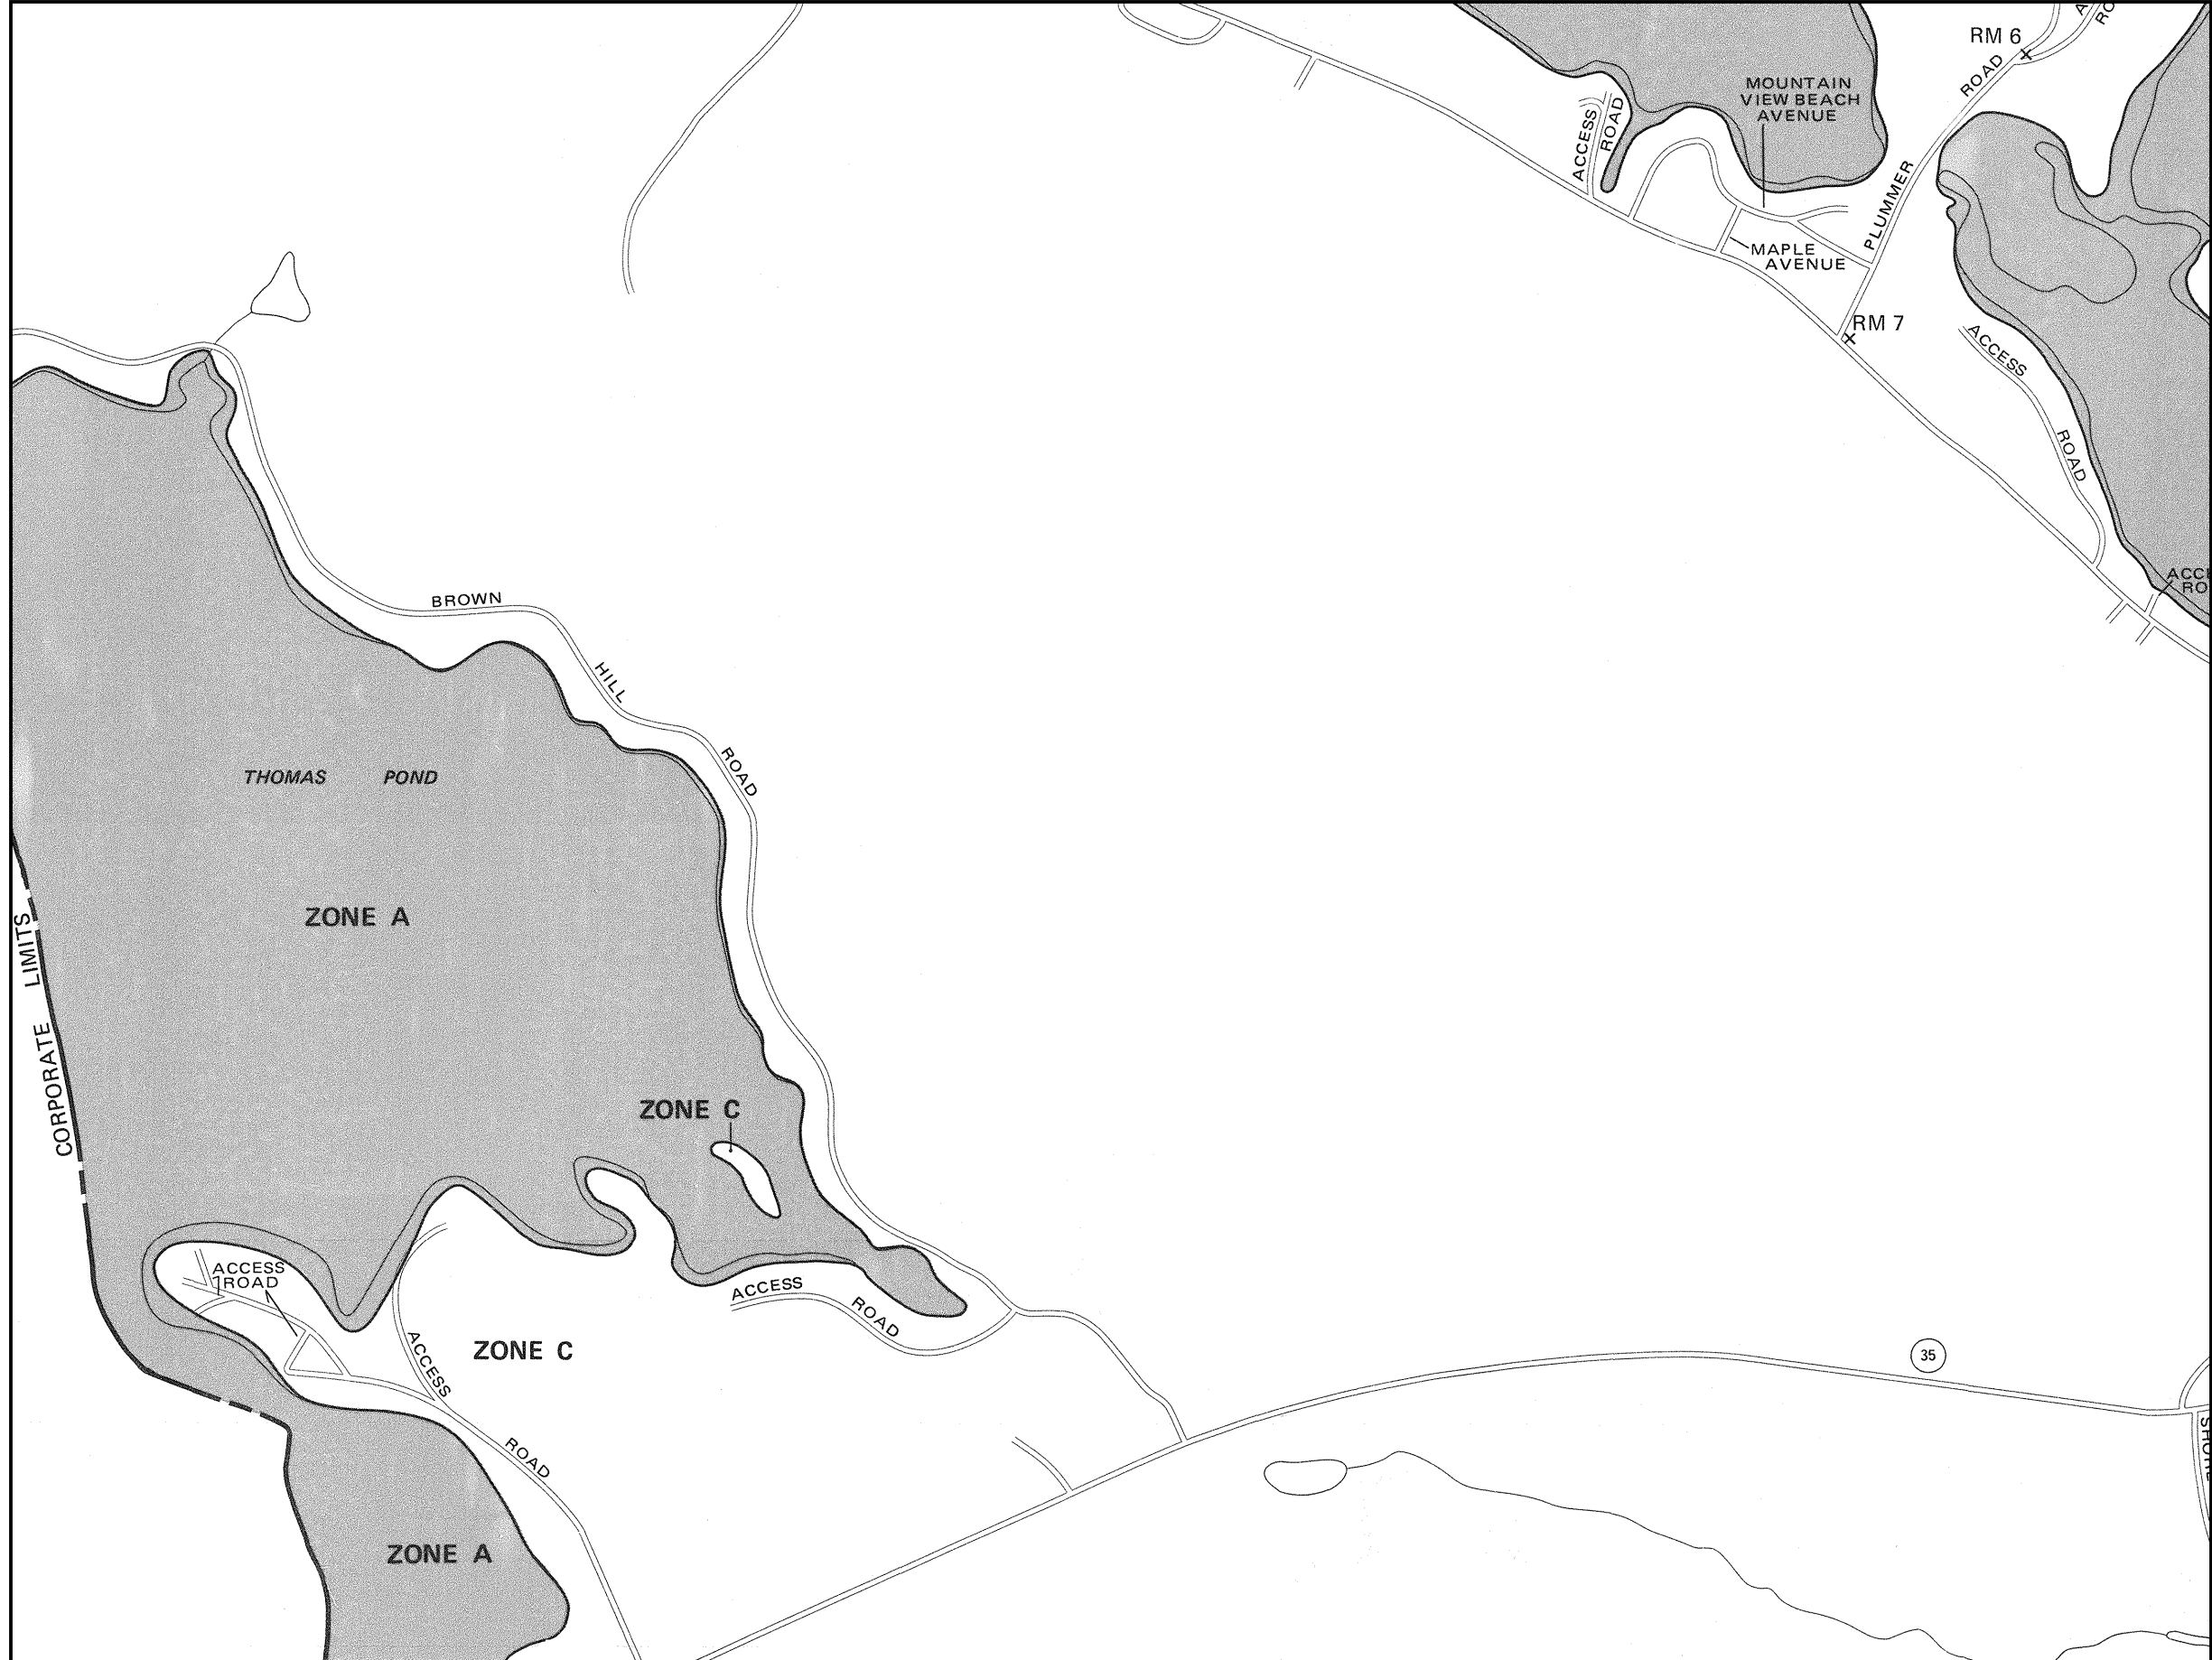 RM 6
ROAD
MOUNTAIN
VIEW BEACH
AVENUE
ACCESS
ROAD
PLUMMER
MAPLE
AVENUE
RM 7
ACCESS
ROAD
BROWN
HILL
ROAD
THOMAS POND
ZONE A
CORPORATE LIMITS
ZONE C
ACCESS
ROAD
ACCESS
ROAD
ACCESS
ROAD
ZONE C
35
ZONE A